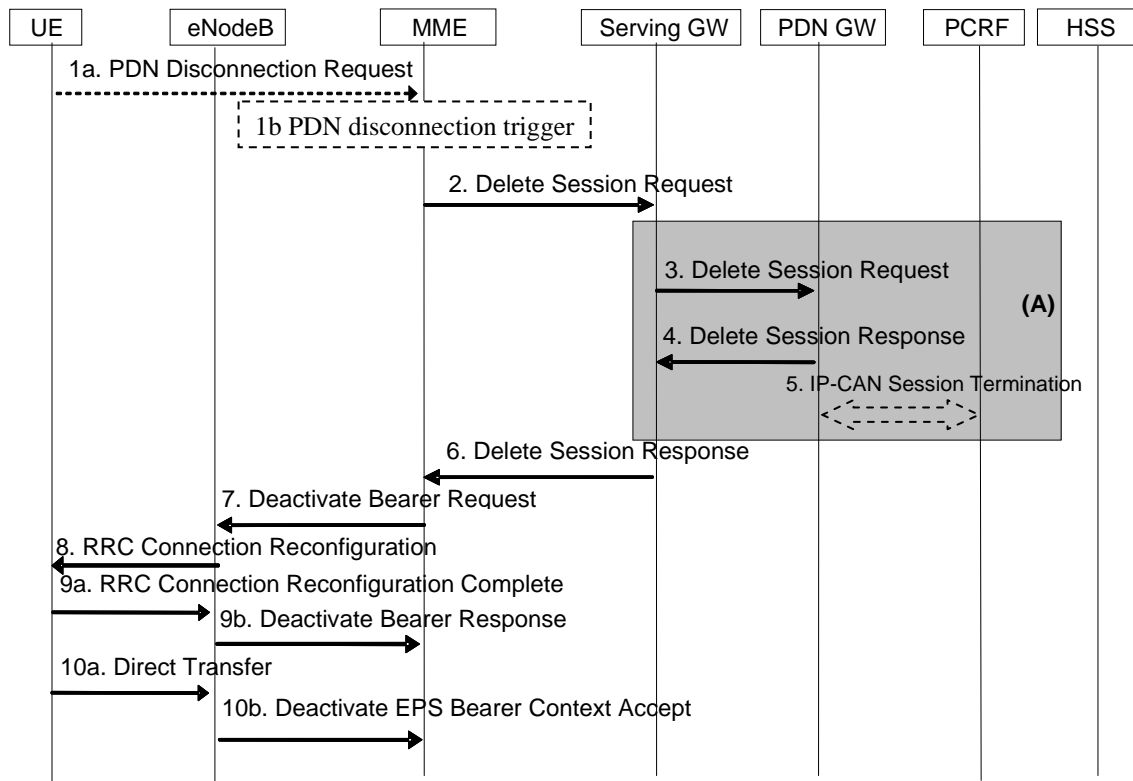 UE eNodeB MME Serving GW PDN GW PCRF HSS
1a. PDN Disconnection Request
1b PDN disconnection trigger
2. Delete Session Request
3. Delete Session Request
(A)
4. Delete Session Response
5. IP-CAN Session Termination
6. Delete Session Response
7. Deactivate Bearer Request
8. RRC Connection Reconfiguration
9a. RRC Connection Reconfiguration Complete
9b. Deactivate Bearer Response
10a. Direct Transfer
10b. Deactivate EPS Bearer Context Accept